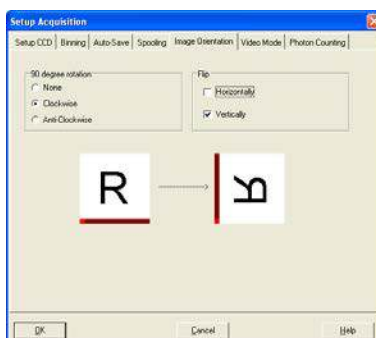 Setup Acquisition
Setup CCD Binning Auto-Save Spooling Image Orientation Video Mode Photon Counting
90 degree rotation
None
Clockwise
Anti-Clockwise
Flip
Horizontally
Vertically
R R
OK Cancel Help